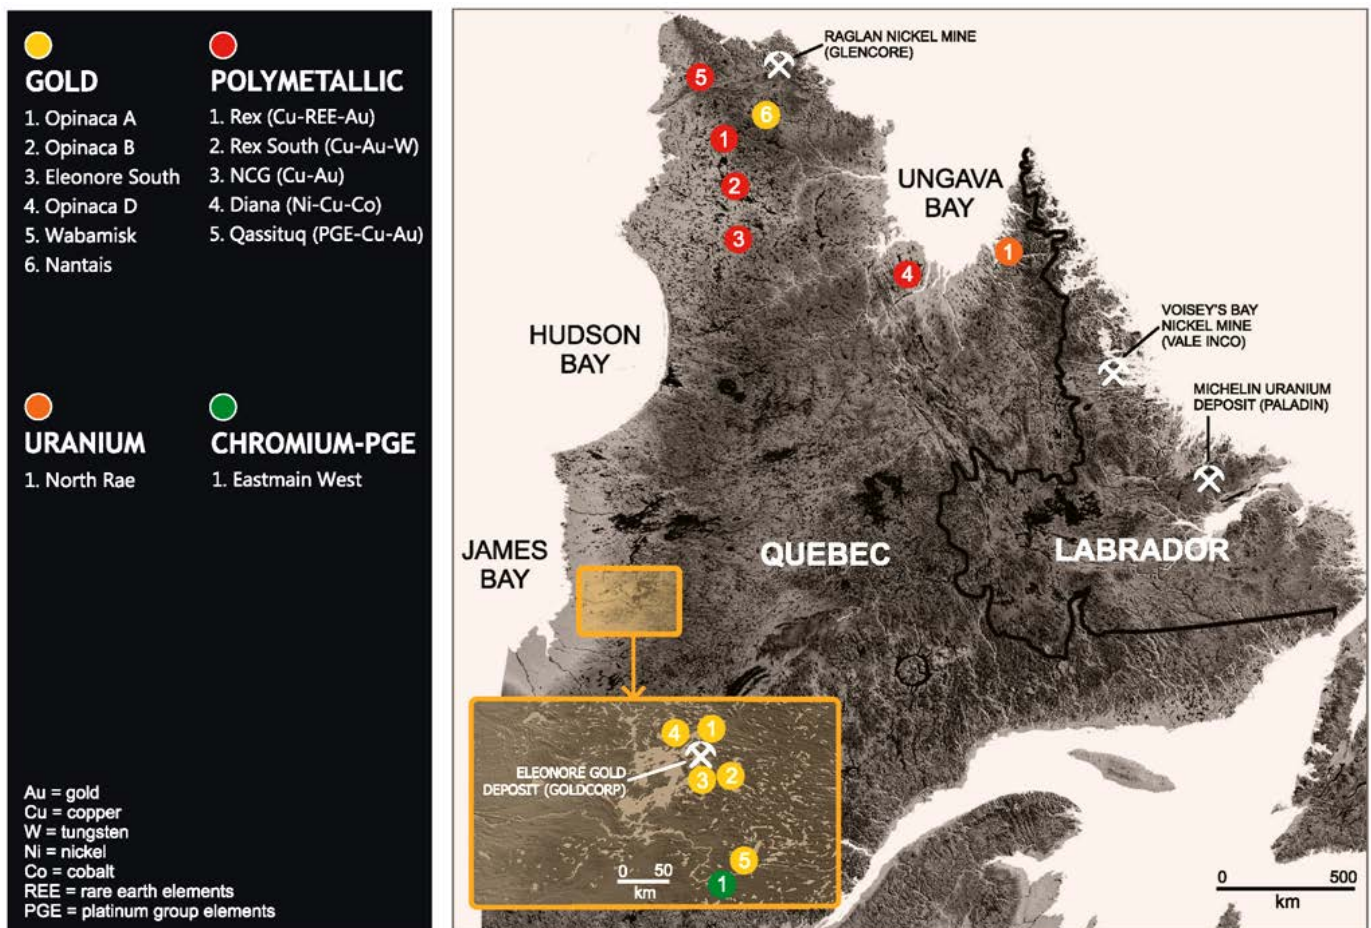 GOLD
1. Opinaca A
2. Opinaca B
3. Eleonore South
4. Opinaca D
5. Wabamisk
6. Nantais
POLYMETALLIC
1. Rex (Cu-REE-Au)
2. Rex South (Cu-Au-W)
3. NCG (Cu-Au)
4. Diana (Ni-Cu-Co)
5. Qassituq (PGE-Cu-Au)
URANIUM
1. North Rae
CHROMIUM-PGE
1. Eastmain West
Au = gold
Cu = copper
W = tungsten
Ni = nickel
Co = cobalt
REE = rare earth elements
PGE = platinum group elements
RAGLAN NICKEL MINE
(GLENCORE)
5
6
1
2
3
UNGAVA
BAY
4
1
HUDSON
BAY
VOISEY'S BAY
NICKEL MINE
(VALE INCO)
MICHELIN URANIUM
DEPOSIT (PALADIN)
JAMES
BAY
QUEBEC
LABRADOR
4
1
ELEONORE GOLD
DEPOSIT (GOLDCORP)
3
2
5
1
0 50
km
0 500
km